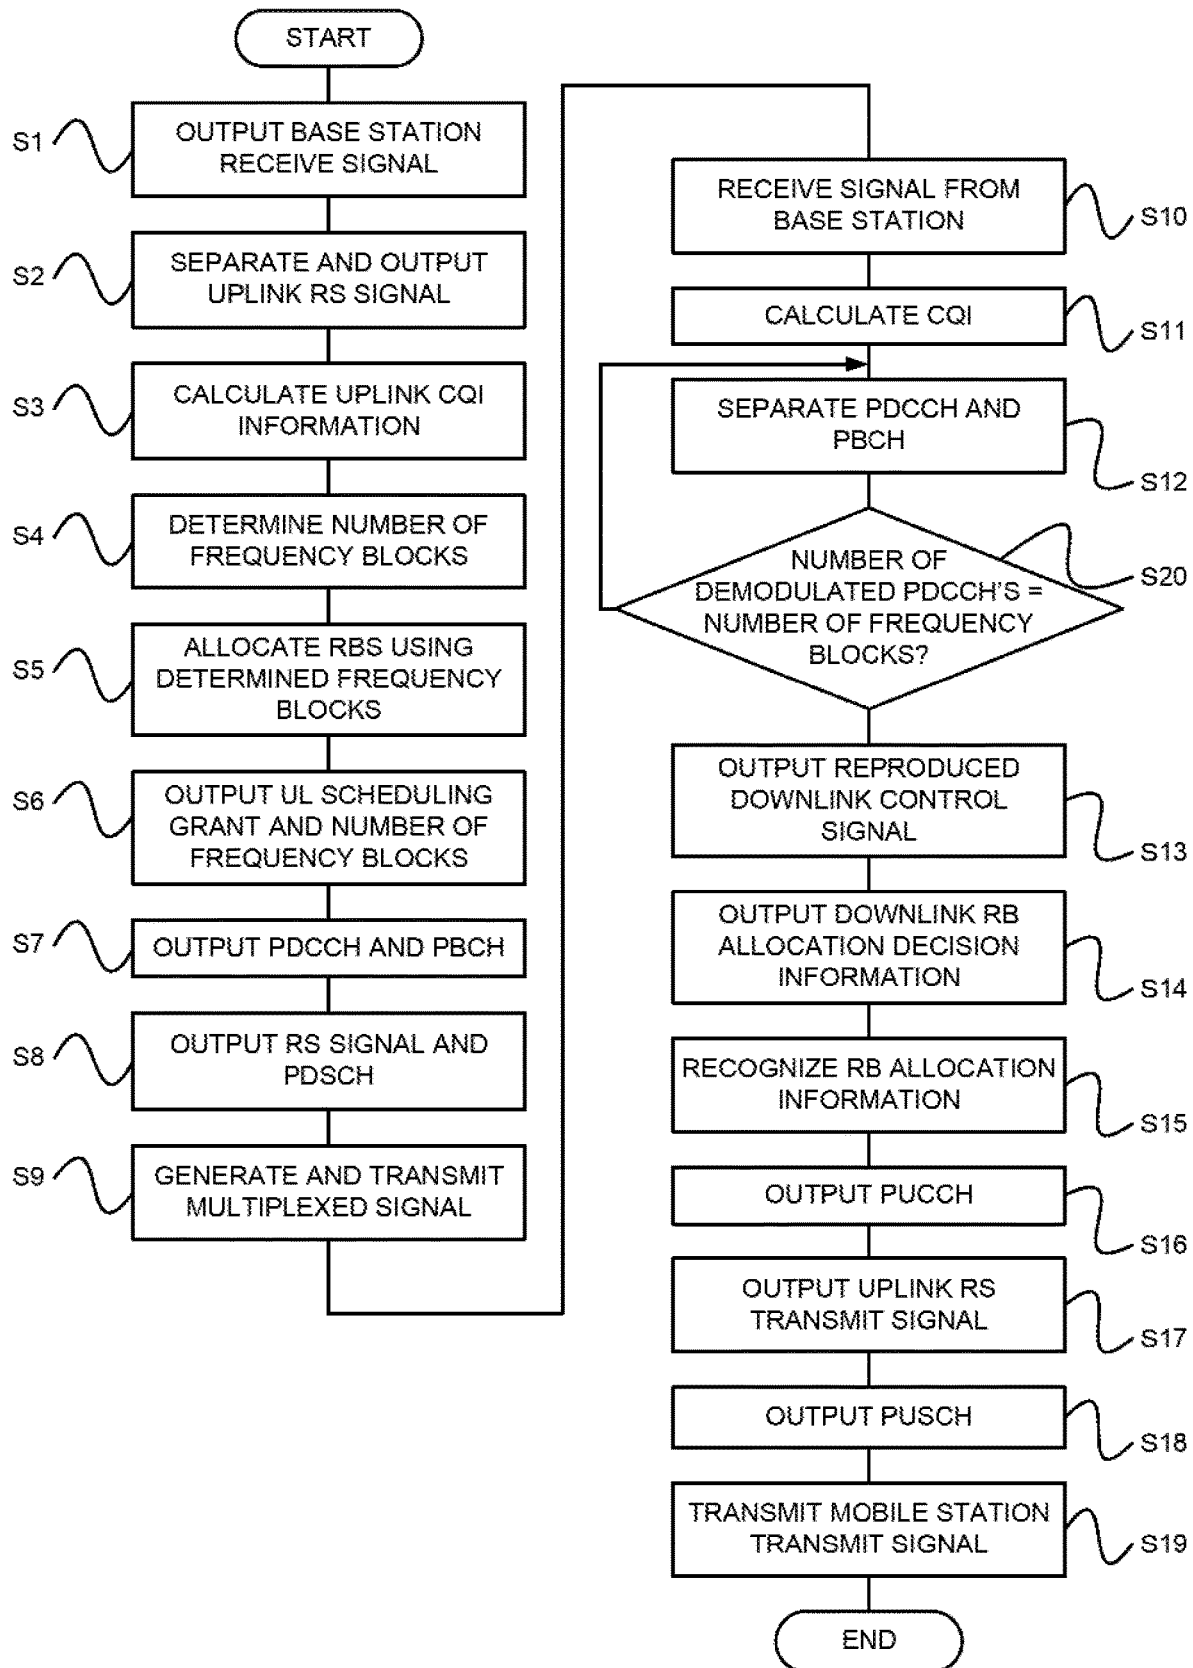 START
S1
OUTPUT BASE STATION
RECEIVE SIGNAL
S2
SEPARATE AND OUTPUT
UPLINK RS SIGNAL
S3
CALCULATE UPLINK CQI
INFORMATION
S4
DETERMINE NUMBER OF
FREQUENCY BLOCKS
S5
ALLOCATE RBS USING
DETERMINED FREQUENCY
BLOCKS
S6
OUTPUT UL SCHEDULING
GRANT AND NUMBER OF
FREQUENCY BLOCKS
S7
OUTPUT PDCCH AND PBCH
S8
OUTPUT RS SIGNAL AND
PDSCH
S9
GENERATE AND TRANSMIT
MULTIPLEXED SIGNAL
RECEIVE SIGNAL FROM
BASE STATION
S10
CALCULATE CQI
S11
SEPARATE PDCCH AND
PBCH
S12
NUMBER OF
DEMODULATED PDCCH'S =
NUMBER OF FREQUENCY
BLOCKS?
S20
OUTPUT REPRODUCED
DOWNLINK CONTROL
SIGNAL
S13
OUTPUT DOWNLINK RB
ALLOCATION DECISION
INFORMATION
S14
RECOGNIZE RB ALLOCATION
INFORMATION
S15
OUTPUT PUCCH
S16
OUTPUT UPLINK RS
TRANSMIT SIGNAL
S17
OUTPUT PUSCH
S18
TRANSMIT MOBILE STATION
TRANSMIT SIGNAL
S19
END